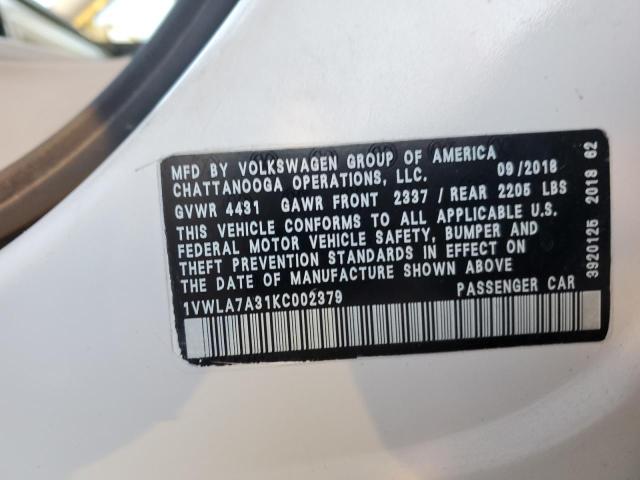 MFD BY VOLKSWAGEN GROUP OF AMERICA
CHATTANOOGA OPERATIONS, LLC. 09/2018
GVWR 4431 GAWR FRONT 2337 / REAR 2205 LBS
THIS VEHICLE CONFORMS TO ALL APPLICABLE U.S.
FEDERAL MOTOR VEHICLE SAFETY, BUMPER AND
THEFT PREVENTION STANDARDS IN EFFECT ON
THE DATE OF MANUFACTURE SHOWN ABOVE
1VWLA7A31KC002379 PASSENGER CAR
3920125 2018 62